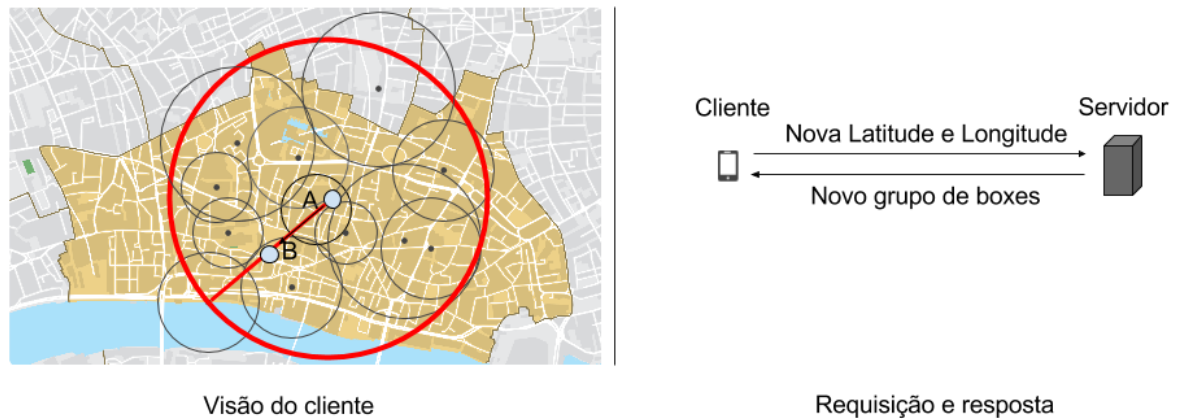 A
B
Visão do cliente
Cliente
Servidor
Nova Latitude e Longitude
Novo grupo de boxes
Requisição e resposta